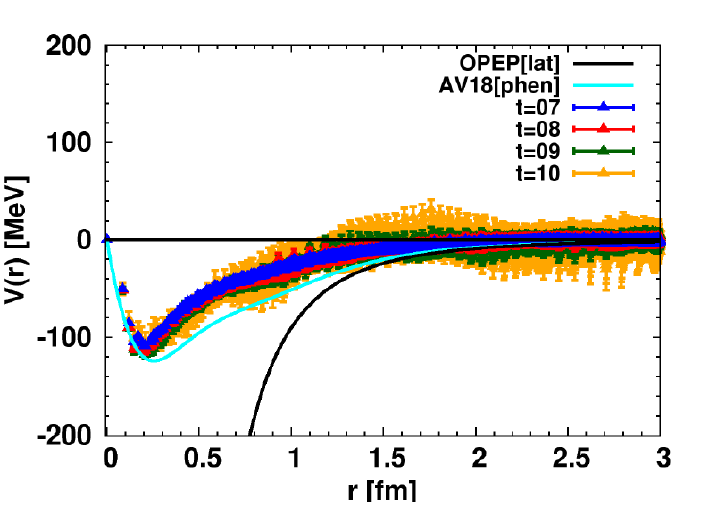 200
100
0
-100
-200
V(r) [MeV]
OPEP[lat]
AV18[phen]
t=07
t=08
t=09
t=10
0 0.5 1 1.5 2 2.5 3
r [fm]